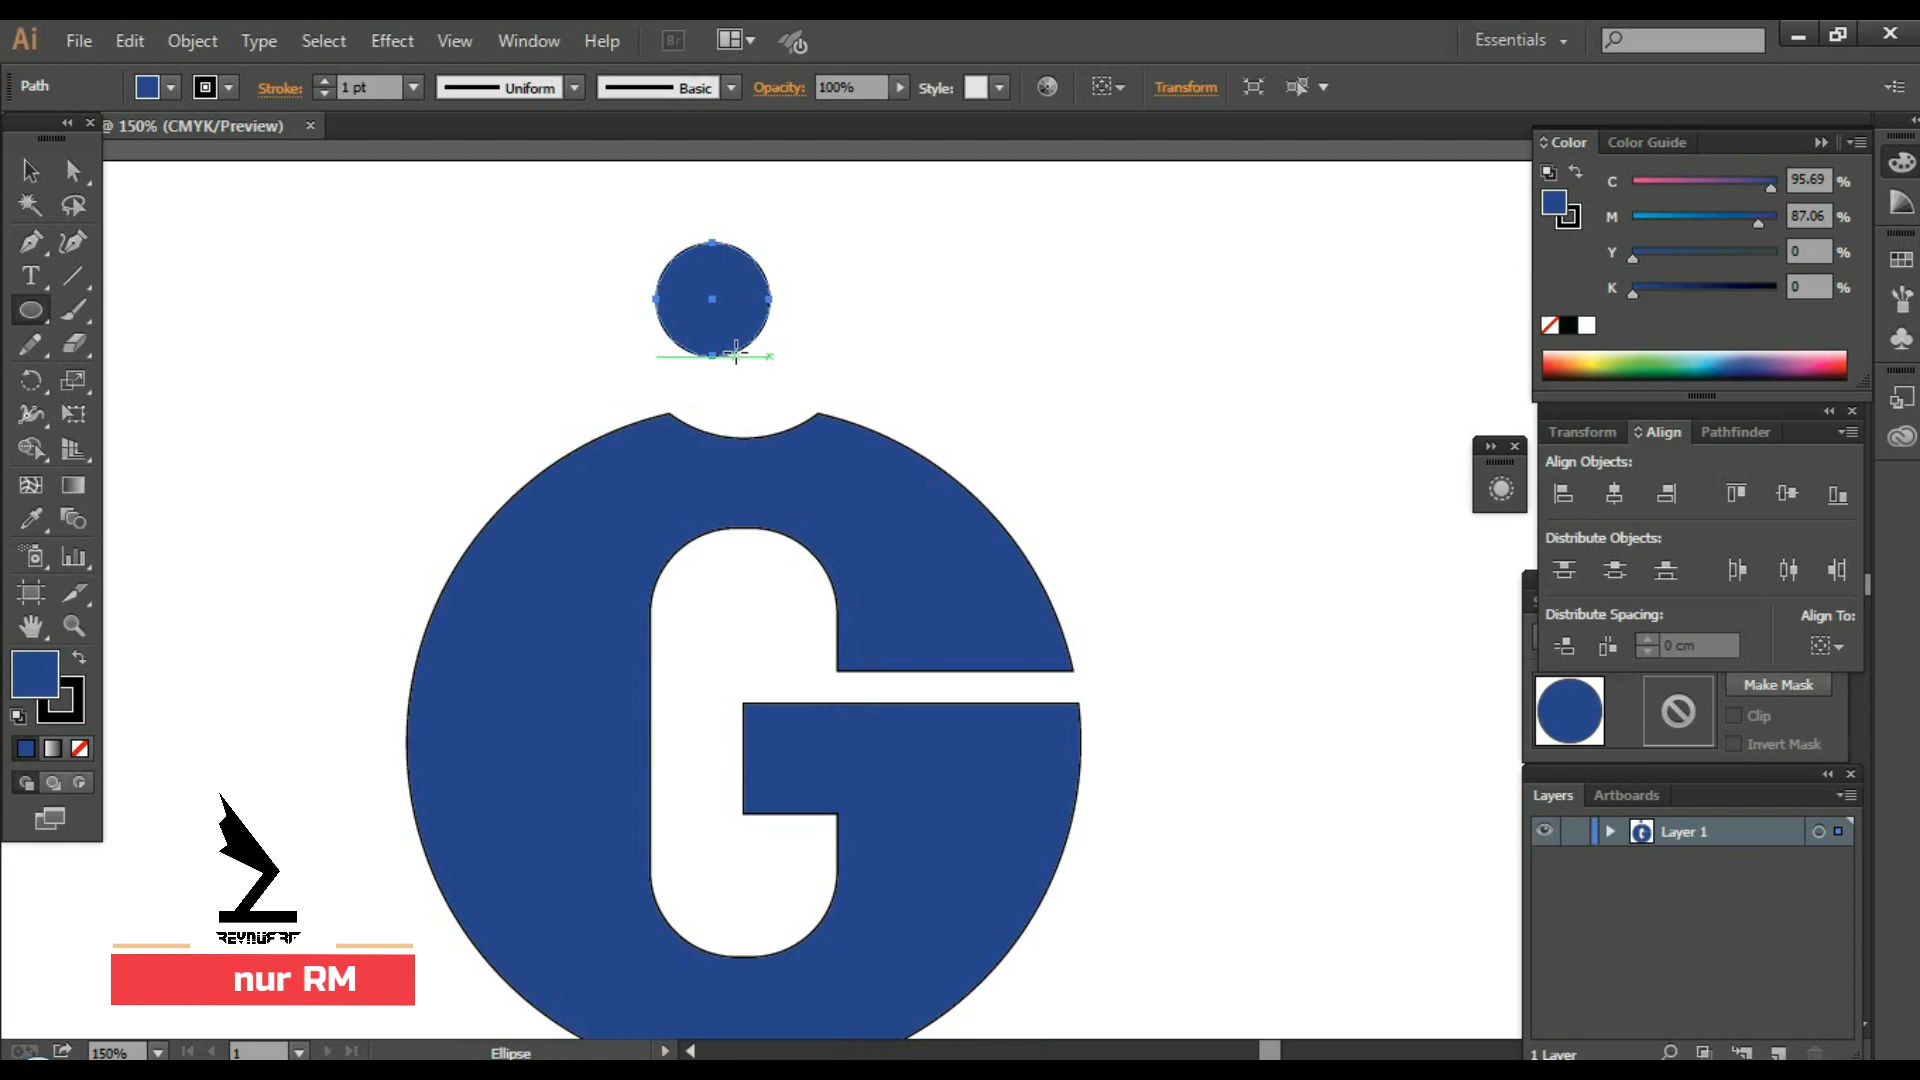 Ai File Edit Object Type Select Effect View Window Help Br Essentials
Path Stroke: 1 pt Uniform Basic Opacity: 100% Style: Transform
@ 150% (CMYK/Preview)
Color Color Guide
C 95.69 %
M 87.06 %
Y 0 %
K 0 %
Transform Align Pathfinder
Align Objects:
Distribute Objects:
Distribute Spacing: Align To:
0 cm
Make Mask
Clip
Invert Mask
Layers Artboards
Layer 1
G
nur RM
150% 1 Ellipse
1 Layer